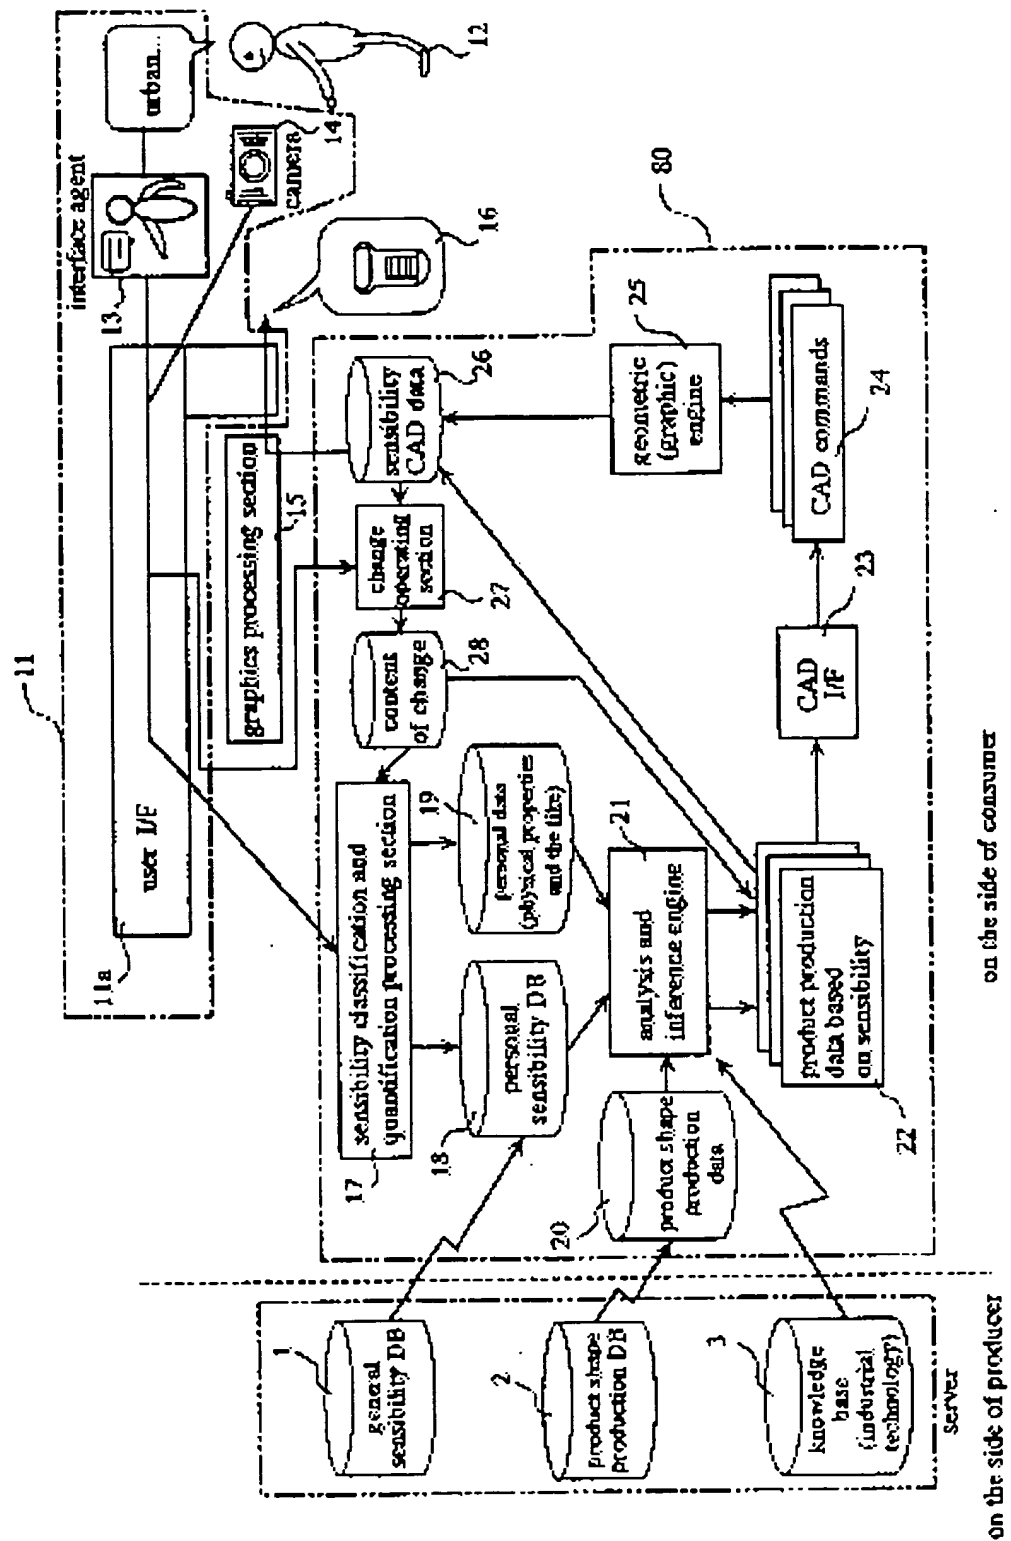 11
11a
user I/F
interface agent
13
urban...
12
14
camera
graphics processing section
15
16
80
17
sensibility classification and
quantification processing section
content
of change
28
change
operating
section
27
sensibility
CAD data
26
18
personal
sensibility DB
19
personal data
(physical properties
and the like)
20
product shape
production
data
21
analysis and
inference engine
geometric
(graphic)
engine
25
22
product production
data based
on sensibility
CAD
I/F
23
CAD commands
24
1
general
sensibility DB
2
product shape
production DB
3
knowledge
base
(industrial
technology)
server
on the side of producer
on the side of consumer